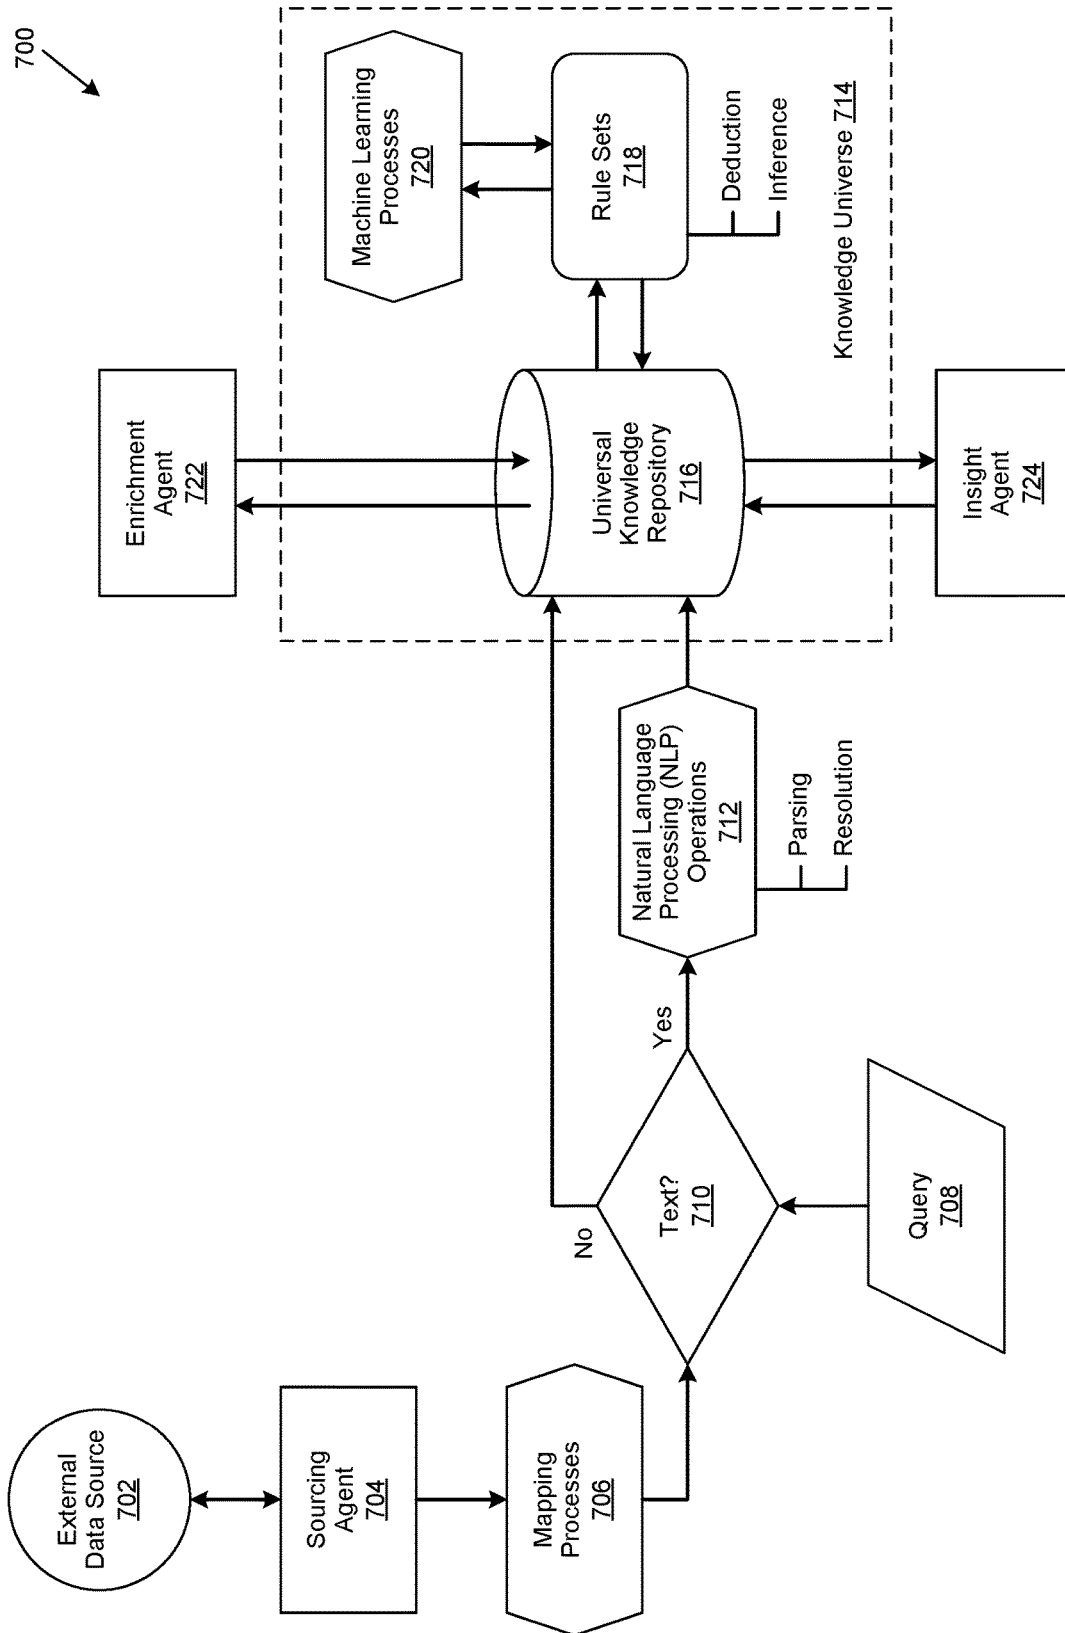 700
External
Data Source
702
Sourcing
Agent
704
Mapping
Processes
706
No
Text?
710
Yes
Query
708
Natural Language
Processing (NLP)
Operations
712
Parsing
Resolution
Enrichment
Agent
722
Universal
Knowledge
Repository
716
Insight
Agent
724
Machine Learning
Processes
720
Rule Sets
718
Deduction
Inference
Knowledge Universe 714